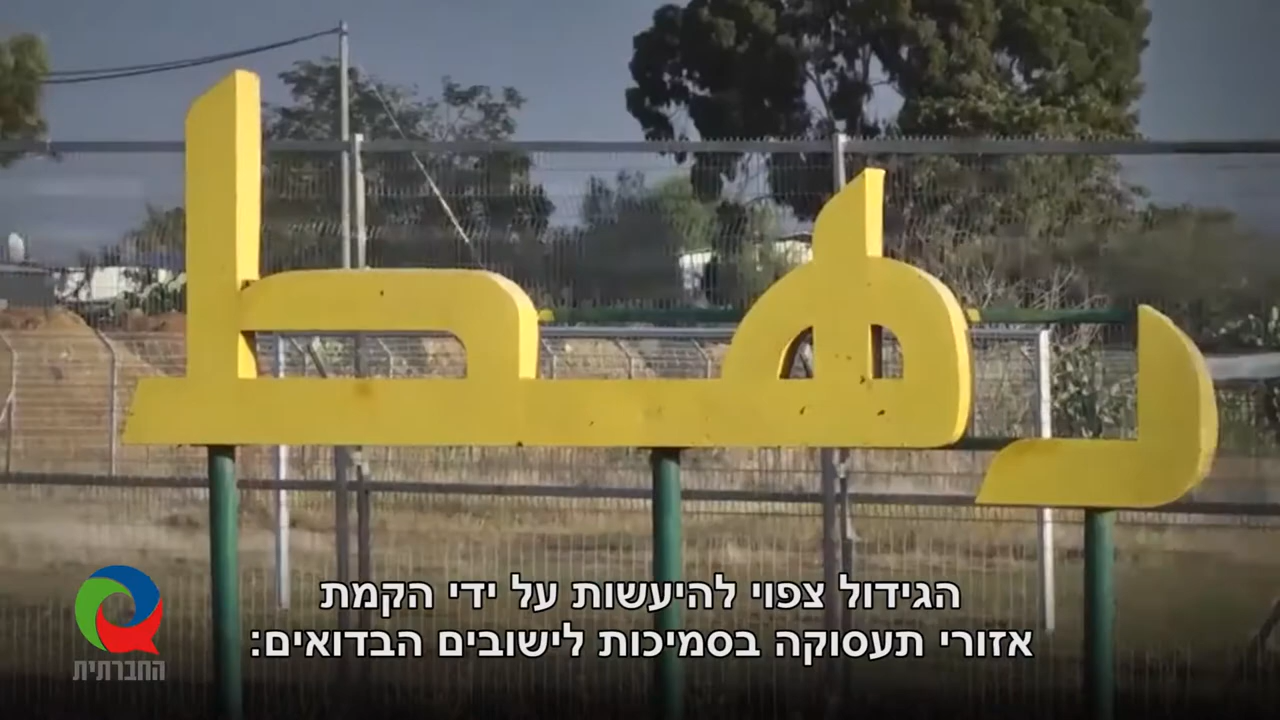 رهط
הגידול צפוי להיעשות על ידי הקמת
אזורי תעסוקה בסמיכות לישובים הבדואים:
החברתית